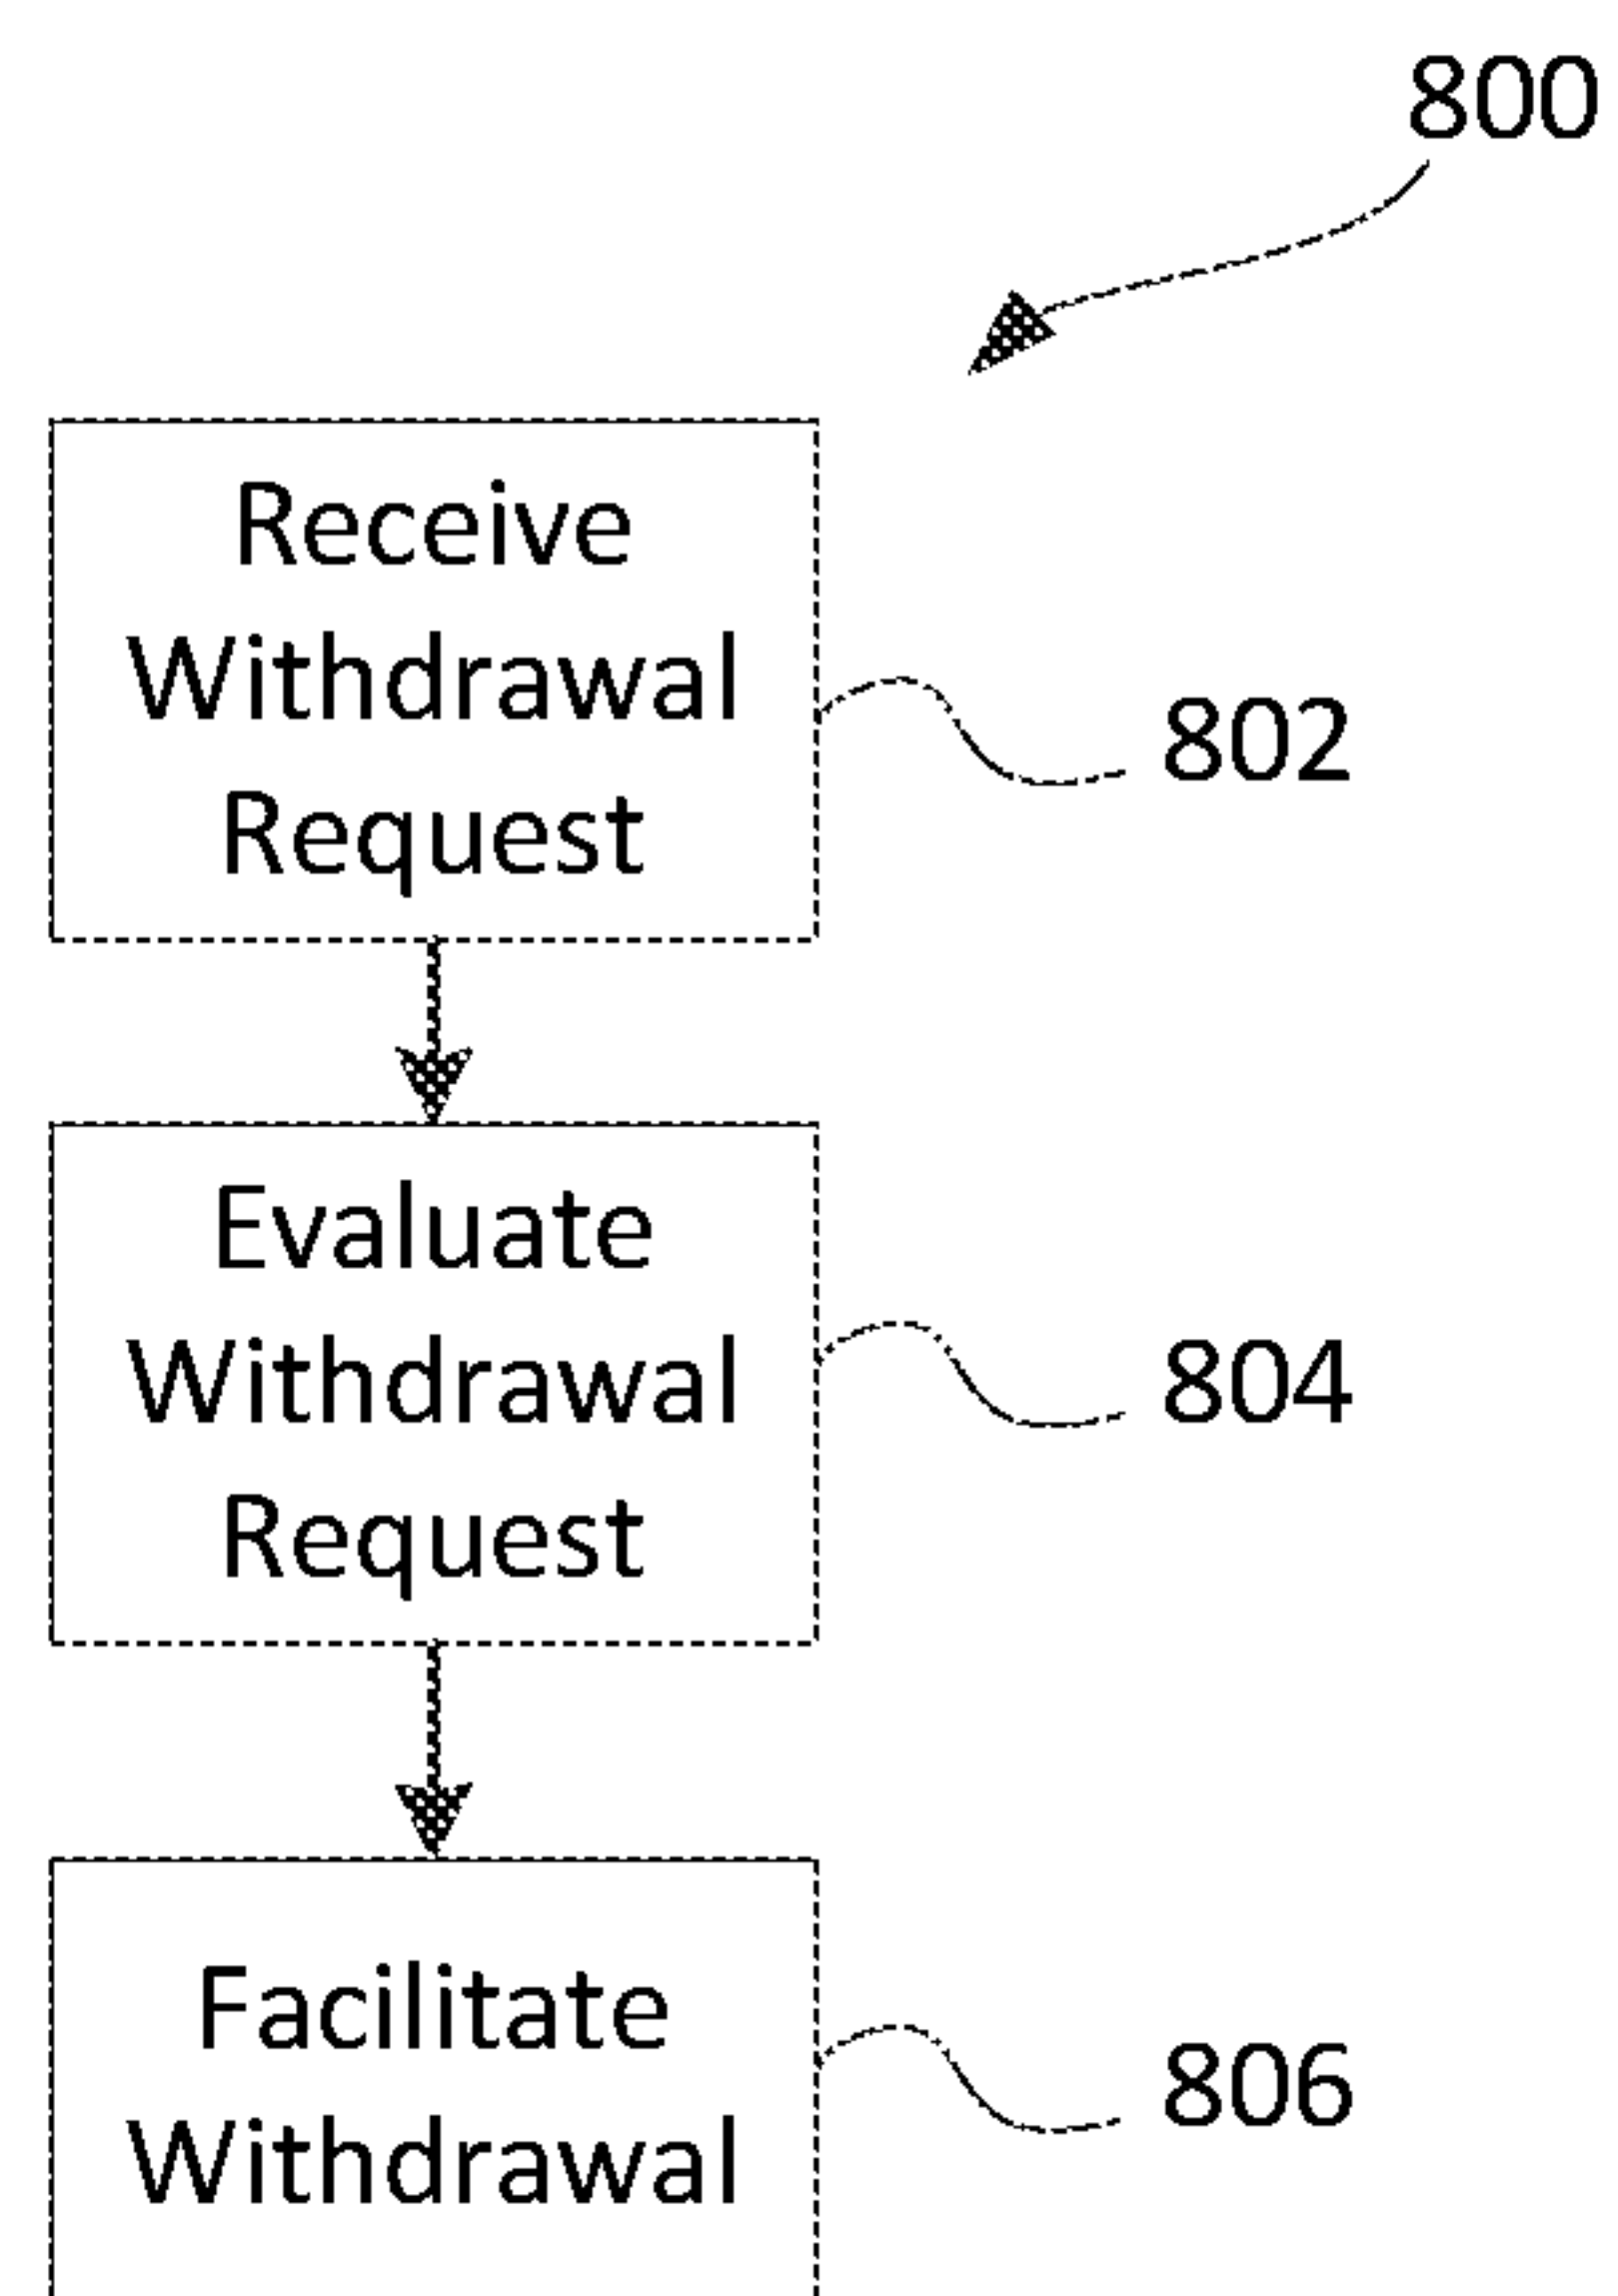 800
Receive
Withdrawal
Request
802
Evaluate
Withdrawal
Request
804
Facilitate
Withdrawal
806